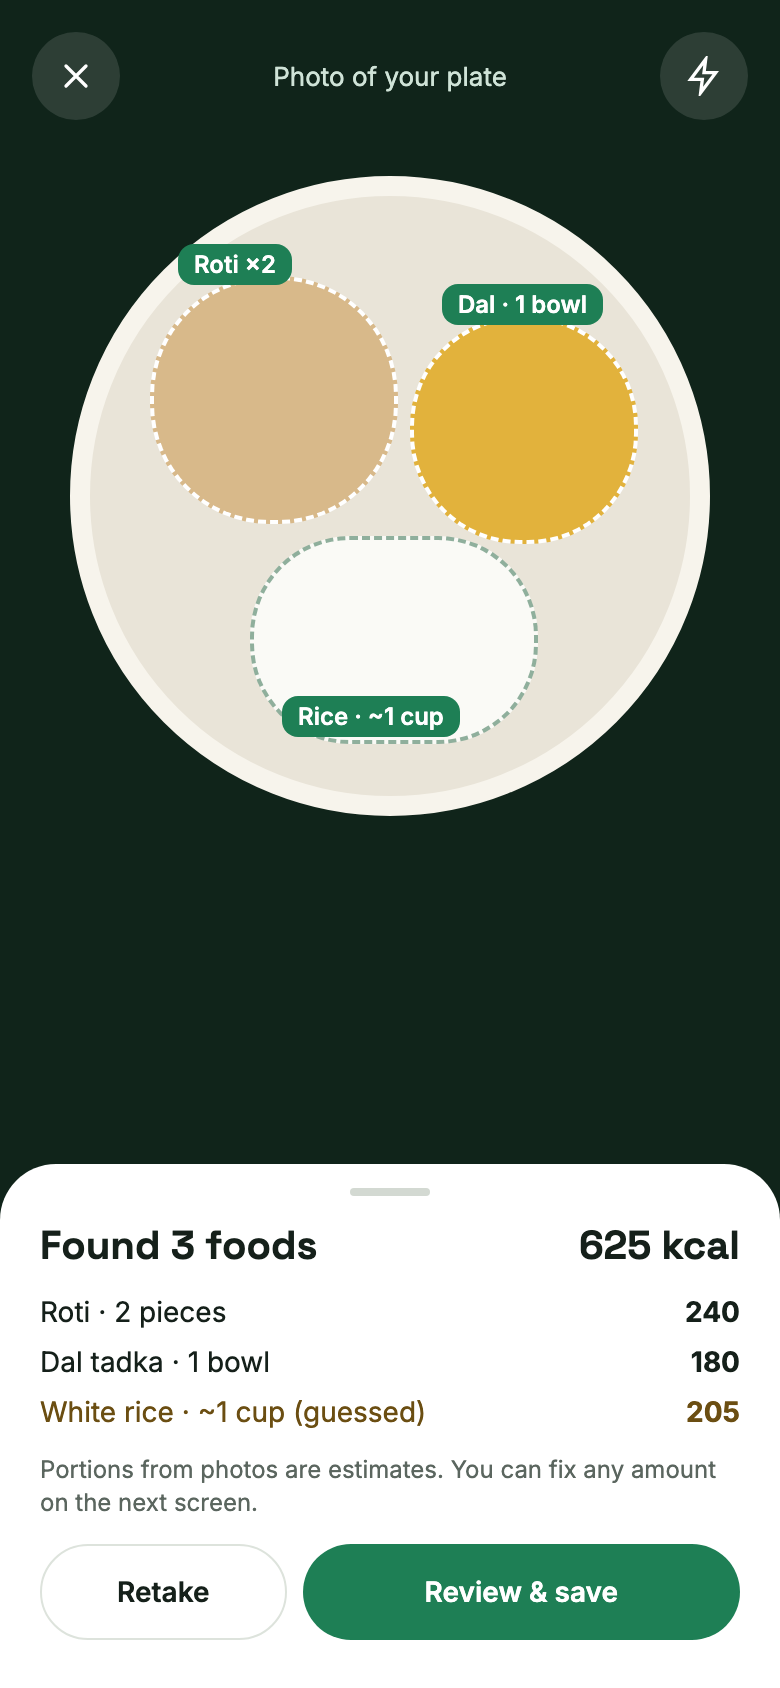 Photo of your plate
Roti ×2
Dal · 1 bowl
Rice · ~1 cup
Found 3 foods 625 kcal
Roti · 2 pieces 240
Dal tadka · 1 bowl 180
White rice · ~1 cup (guessed) 205
Portions from photos are estimates. You can fix any amount
on the next screen.
Retake Review & save